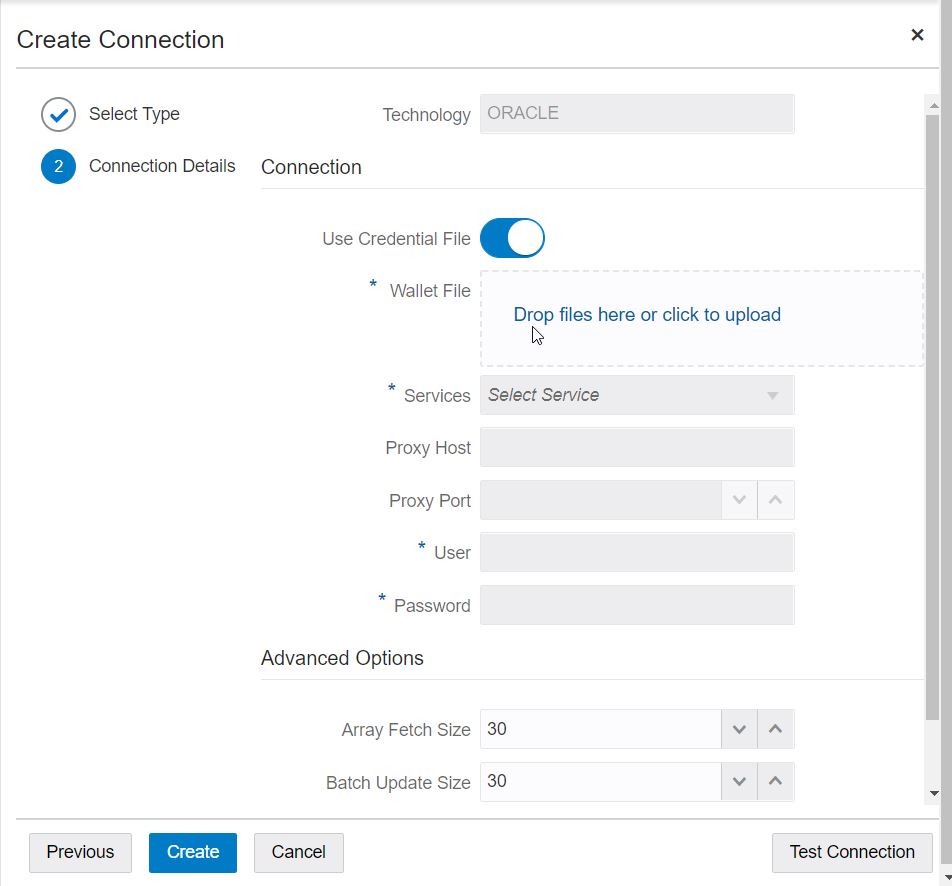 Create Connection
Select Type
Technology ORACLE
2 Connection Details
Connection
Use Credential File
* Wallet File
Drop files here or click to upload
* Services Select Service
Proxy Host
Proxy Port
* User
* Password
Advanced Options
Array Fetch Size 30
Batch Update Size 30
Previous Create Cancel Test Connection